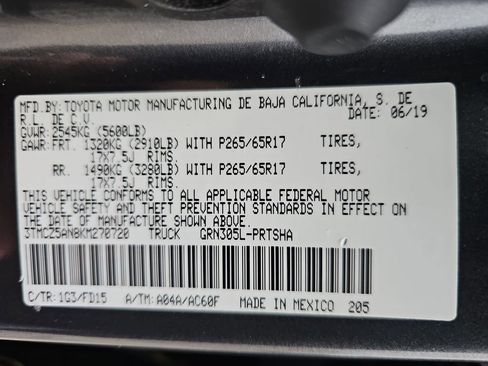 MFD.BY: TOYOTA MOTOR MANUFACTURING DE BAJA CALIFORNIA, S. DE
R.L. DE C.V. DATE: 06/19
GVWR: 2545KG (5600LB)
GAWR: FRT. 1320KG (2910LB) WITH P265/65R17 TIRES,
17X7.5J RIMS.
RR. 1490KG (3280LB) WITH P265/65R17 TIRES,
17X7.5J RIMS.
THIS VEHICLE CONFORMS TO ALL APPLICABLE FEDERAL MOTOR
VEHICLE SAFETY AND THEFT PREVENTION STANDARDS IN EFFECT ON
THE DATE OF MANUFACTURE SHOWN ABOVE.
3TMCZ5AN8KM270720 TRUCK GRN305L-PRTSHA
C/TR: 1G3/FD15 A/TM: A04A/AC60F MADE IN MEXICO 205